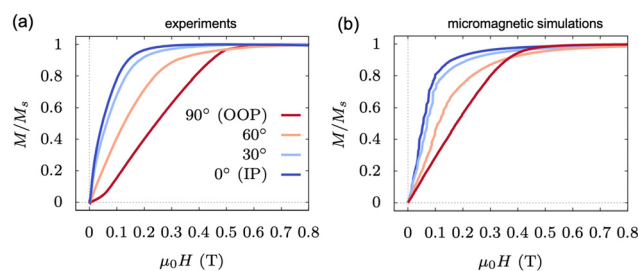 (a) experiments
M/Mₛ
1
0.8
0.6
0.4
0.2
0
90° (OOP)
60°
30°
0° (IP)
0 0.1 0.2 0.3 0.4 0.5 0.6 0.7 0.8
μ₀H (T)
(b) micromagnetic simulations
M/Mₛ
1
0.8
0.6
0.4
0.2
0
0 0.1 0.2 0.3 0.4 0.5 0.6 0.7 0.8
μ₀H (T)